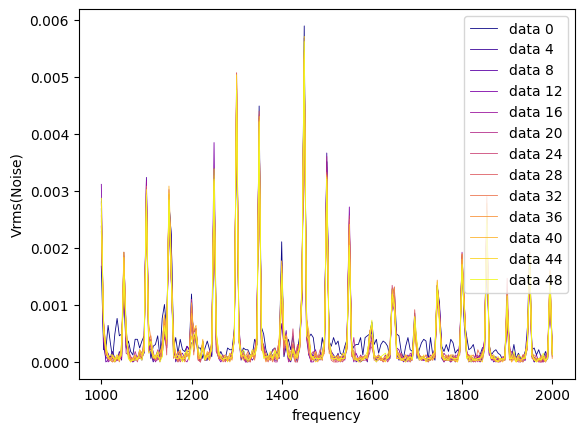 0.006
0.005
0.004
0.003
0.002
0.001
0.000
Vrms(Noise)
1000
1200
1400
1600
1800
2000
frequency
data 0
data 4
data 8
data 12
data 16
data 20
data 24
data 28
data 32
data 36
data 40
data 44
data 48